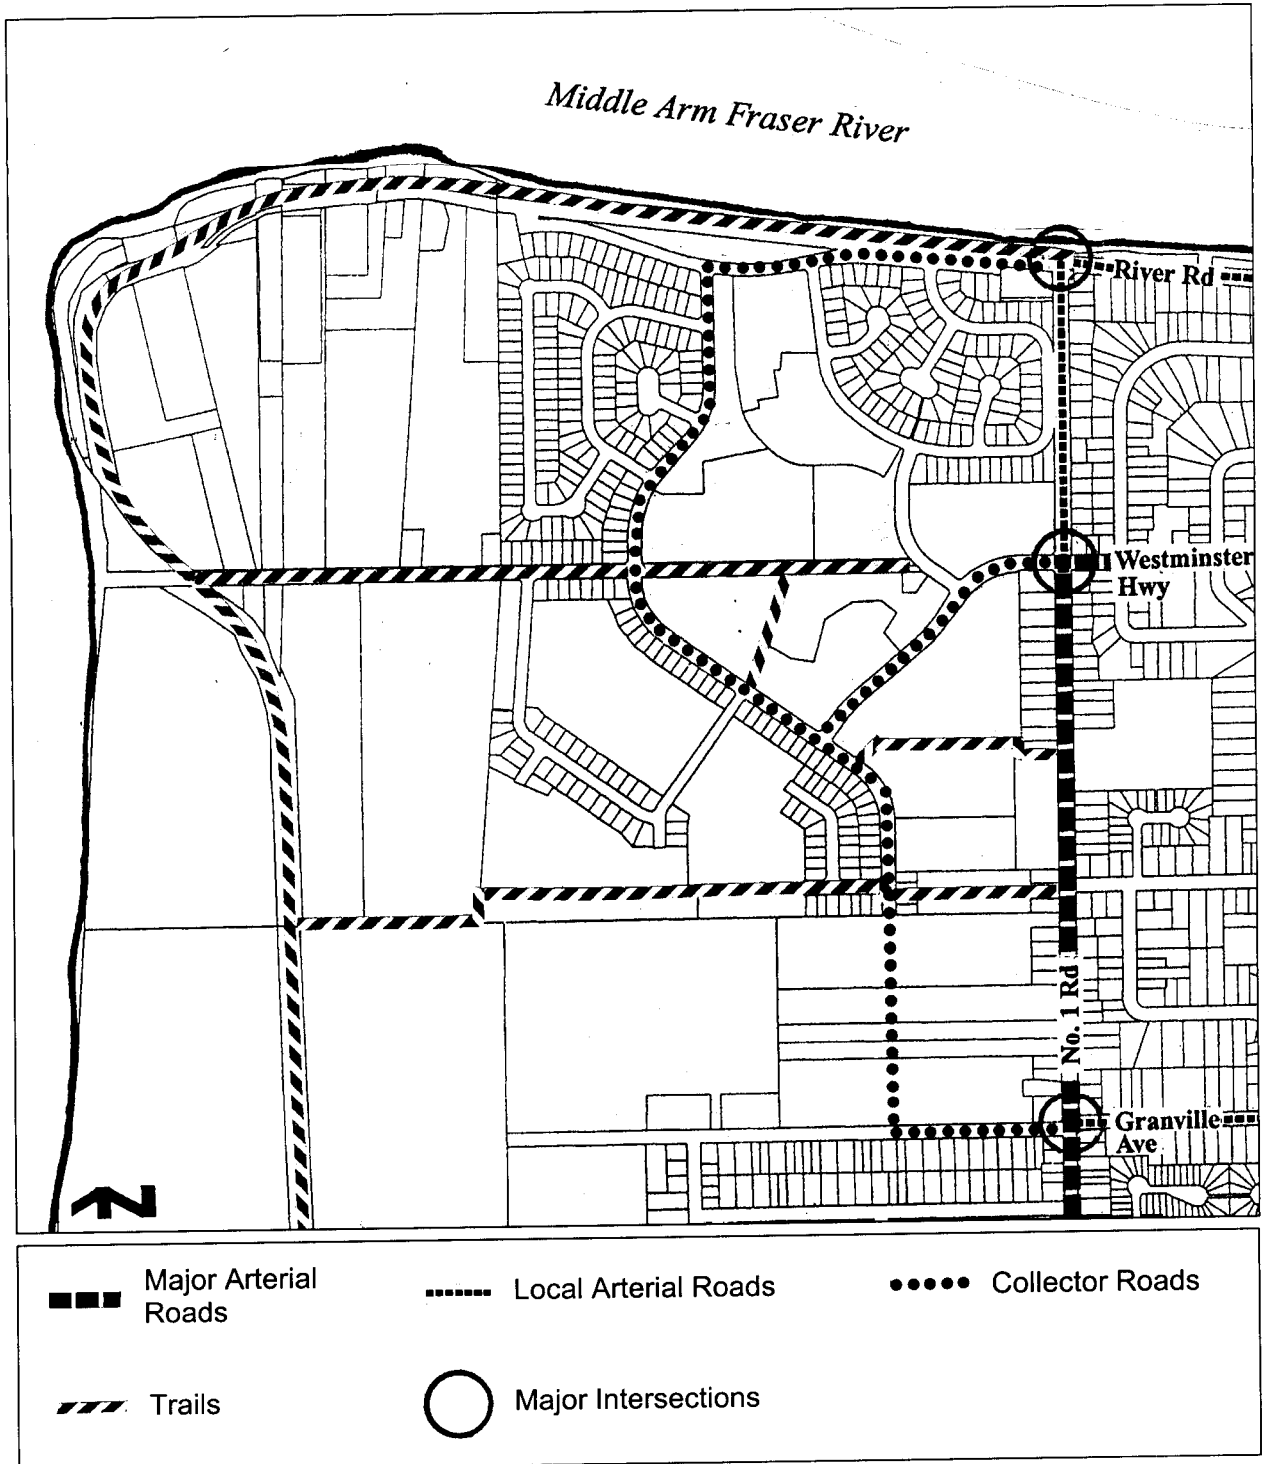 Middle Arm Fraser River
River Rd
Westminster
Hwy
No. 1 Rd
Granville
Ave
N
Major Arterial
Roads
Local Arterial Roads
Collector Roads
Trails
Major Intersections